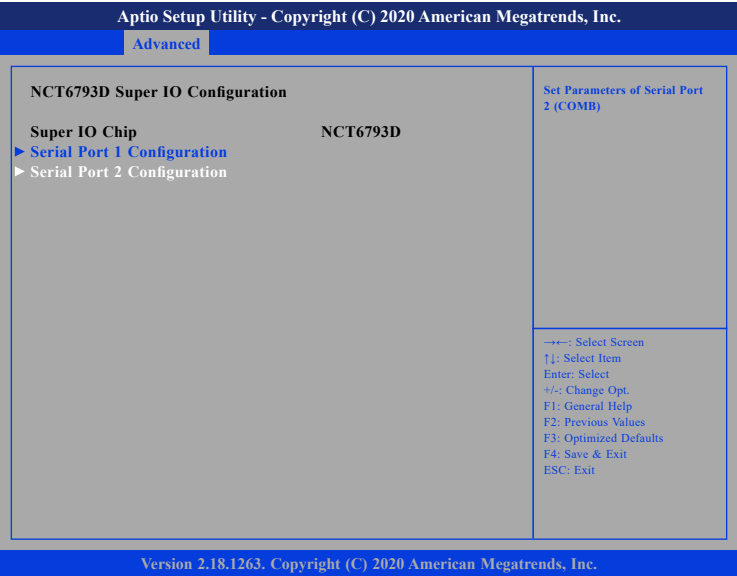 Aptio Setup Utility - Copyright (C) 2020 American Megatrends, Inc.
Advanced
NCT6793D Super IO Configuration
Super IO Chip NCT6793D
► Serial Port 1 Configuration
► Serial Port 2 Configuration
Set Parameters of Serial Port
2 (COMB)
→←: Select Screen
↑↓: Select Item
Enter: Select
+/-: Change Opt.
F1: General Help
F2: Previous Values
F3: Optimized Defaults
F4: Save & Exit
ESC: Exit
Version 2.18.1263. Copyright (C) 2020 American Megatrends, Inc.